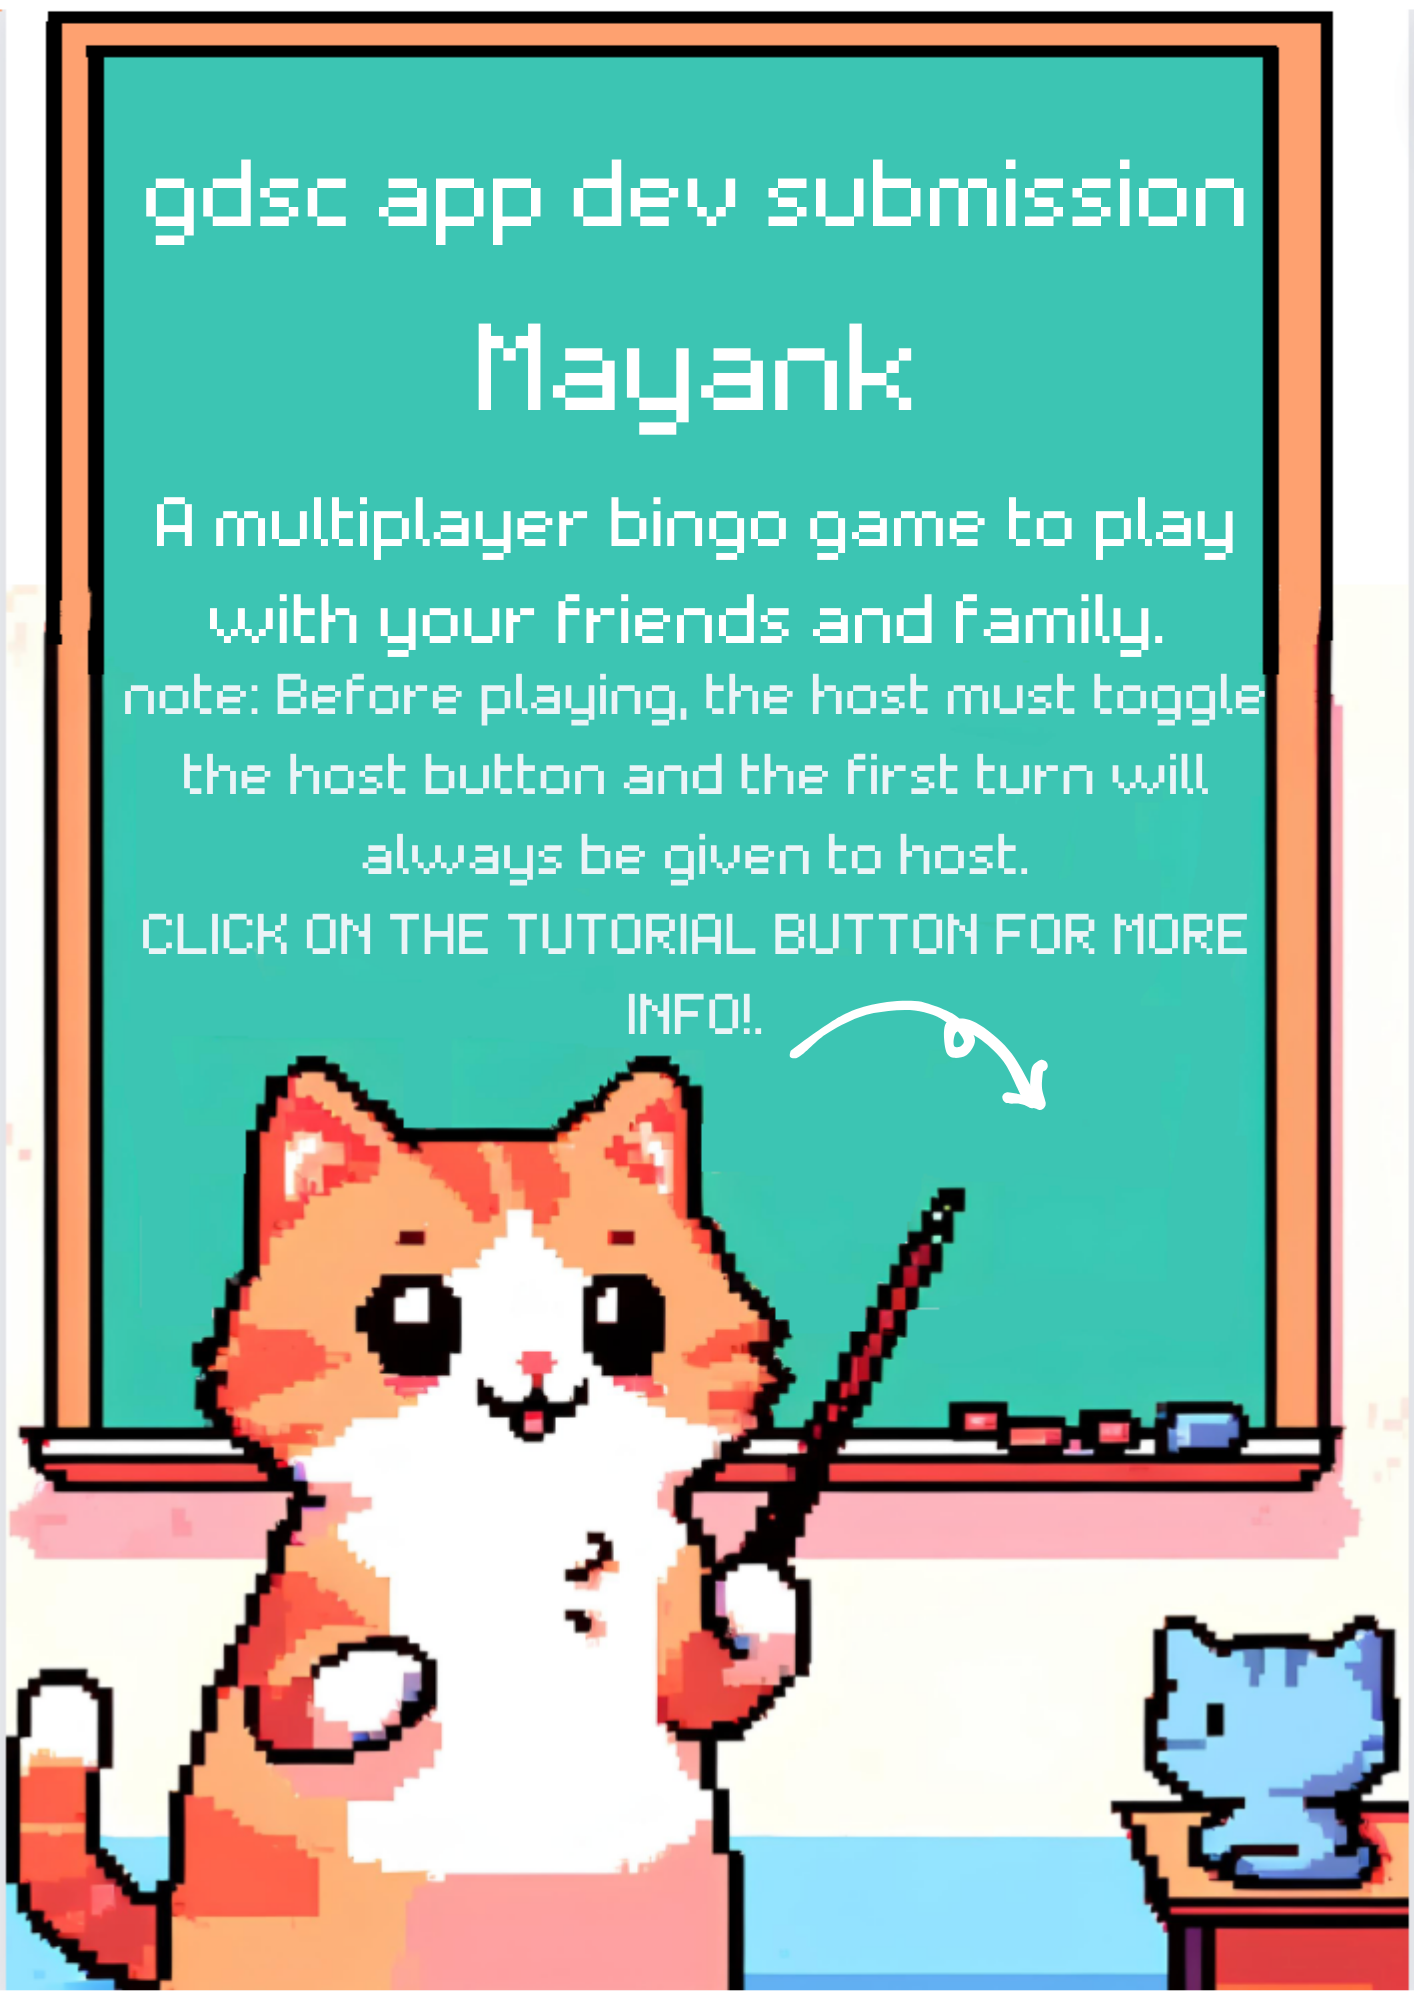 gdsc app dev submission
Mayank
A multiplayer bingo game to play
with your friends and family.
note: Before playing, the host must toggle
the host button and the first turn will
always be given to host.
CLICK ON THE TUTORIAL BUTTON FOR MORE
INFO!.